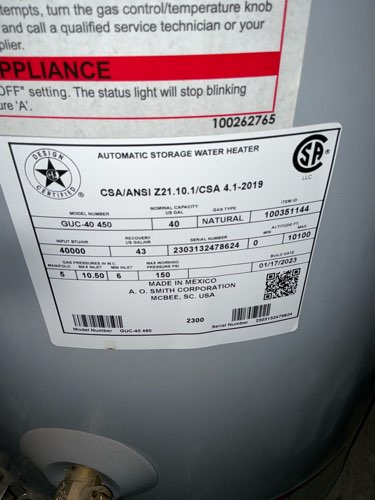 ttempts, turn the gas control/temperature knob
and call a qualified service technician or your
plier.
PPLIANCE
OFF" setting. The status light will stop blinking
ure 'A'.
100262765
DESIGN
CERTIFIED
AUTOMATIC STORAGE WATER HEATER
SA
LLC
CSA/ANSI Z21.10.1/CSA 4.1-2019
MODEL NUMBER NOMINAL CAPACITY US GAL GAS TYPE ITEM ID
GUC-40 450 40 NATURAL 100351144
INPUT BTU/HR RECOVERY US GAL/HR SERIAL NUMBER ALTITUDE FT MIN MAX
40000 43 2303132478624 0 10100
GAS PRESSURES IN W.C. MAX WORKING BUILD DATE
MANIFOLD MAX INLET MIN INLET PRESSURE PSI
5 10.50 6 150 01/17/2023
MADE IN MEXICO
A. O. SMITH CORPORATION
MCBEE, SC. USA
2300
Model Number GUC-40 450
Serial Number 2303132478624